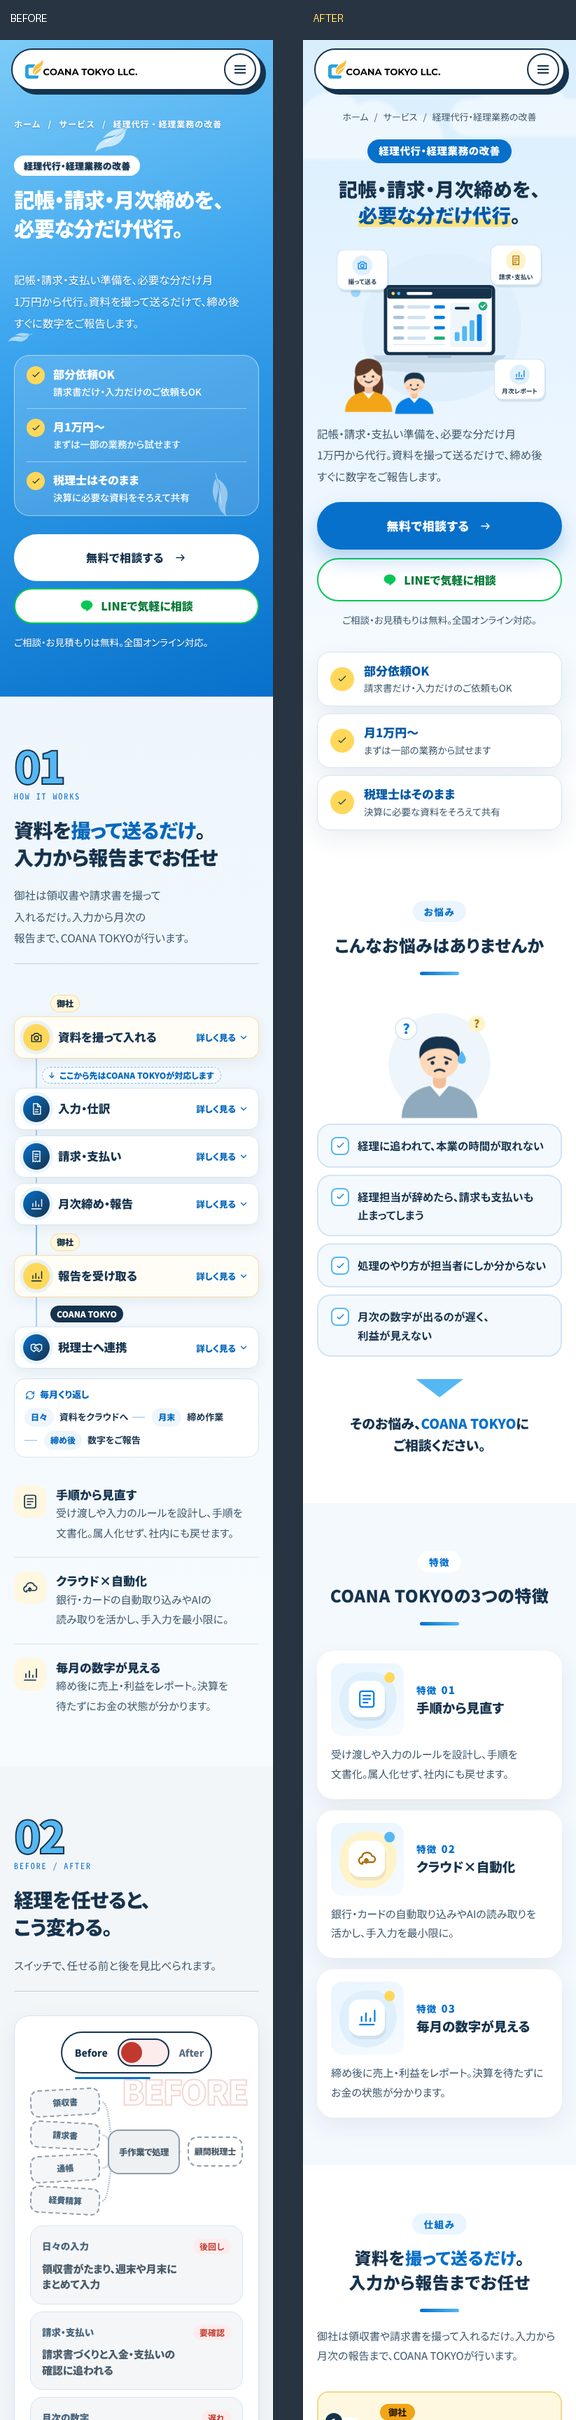 BEFORE
COANA TOKYO LLC.
ホーム / サービス / 経理代行・経理業務の改善
経理代行・経理業務の改善
記帳・請求・月次締めを、
必要な分だけ代行。
記帳・請求・支払い準備を、必要な分だけ月
1万円から代行。資料を撮って送るだけで、締め後
すぐに数字をご報告します。
部分依頼OK
請求書だけ・入力だけのご依頼もOK
月1万円〜
まずは一部の業務から試せます
税理士はそのまま
決算に必要な資料をそろえて共有
無料で相談する →
LINEで気軽に相談
ご相談・お見積もりは無料。全国オンライン対応。
01
HOW IT WORKS
資料を撮って送るだけ。
入力から報告までお任せ
御社は領収書や請求書を撮って
入れるだけ。入力から月次の
報告まで、COANA TOKYOが行います。
御社
資料を撮って入れる 詳しく見る
↓ ここから先はCOANA TOKYOが対応します
入力・仕訳 詳しく見る
請求・支払い 詳しく見る
月次締め・報告 詳しく見る
御社
報告を受け取る 詳しく見る
COANA TOKYO
税理士へ連携 詳しく見る
毎月くり返し
日々 資料をクラウドへ — 月末 締め作業
— 締め後 数字をご報告
手順から見直す
受け渡しや入力のルールを設計し、手順を
文書化。属人化せず、社内にも戻せます。
クラウド×自動化
銀行・カードの自動取り込みやAIの
読み取りを活かし、手入力を最小限に。
毎月の数字が見える
締め後に売上・利益をレポート。決算を
待たずにお金の状態が分かります。
02
BEFORE / AFTER
経理を任せると、
こう変わる。
スイッチで、任せる前と後を見比べられます。
Before After
BEFORE
領収書
請求書
通帳
経費精算
手作業で処理
顧問税理士
日々の入力 後回し
領収書がたまり、週末や月末に
まとめて入力
請求・支払い 要確認
請求書づくりと入金・支払いの
確認に追われる
月次の数字 遅れ
AFTER
COANA TOKYO LLC.
ホーム / サービス / 経理代行・経理業務の改善
経理代行・経理業務の改善
記帳・請求・月次締めを、
必要な分だけ代行。
撮って送る
請求・支払い
月次レポート
記帳・請求・支払い準備を、必要な分だけ月
1万円から代行。資料を撮って送るだけで、締め後
すぐに数字をご報告します。
無料で相談する →
LINEで気軽に相談
ご相談・お見積もりは無料。全国オンライン対応。
部分依頼OK
請求書だけ・入力だけのご依頼もOK
月1万円〜
まずは一部の業務から試せます
税理士はそのまま
決算に必要な資料をそろえて共有
お悩み
こんなお悩みはありませんか
?
?
経理に追われて、本業の時間が取れない
経理担当が辞めたら、請求も支払いも
止まってしまう
処理のやり方が担当者にしか分からない
月次の数字が出るのが遅く、
利益が見えない
そのお悩み、COANA TOKYOに
ご相談ください。
特徴
COANA TOKYOの3つの特徴
特徴 01
手順から見直す
受け渡しや入力のルールを設計し、手順を
文書化。属人化せず、社内にも戻せます。
特徴 02
クラウド×自動化
銀行・カードの自動取り込みやAIの読み取りを
活かし、手入力を最小限に。
特徴 03
毎月の数字が見える
締め後に売上・利益をレポート。決算を待たずに
お金の状態が分かります。
仕組み
資料を撮って送るだけ。
入力から報告までお任せ
御社は領収書や請求書を撮って入れるだけ。入力から
月次の報告まで、COANA TOKYOが行います。
御社